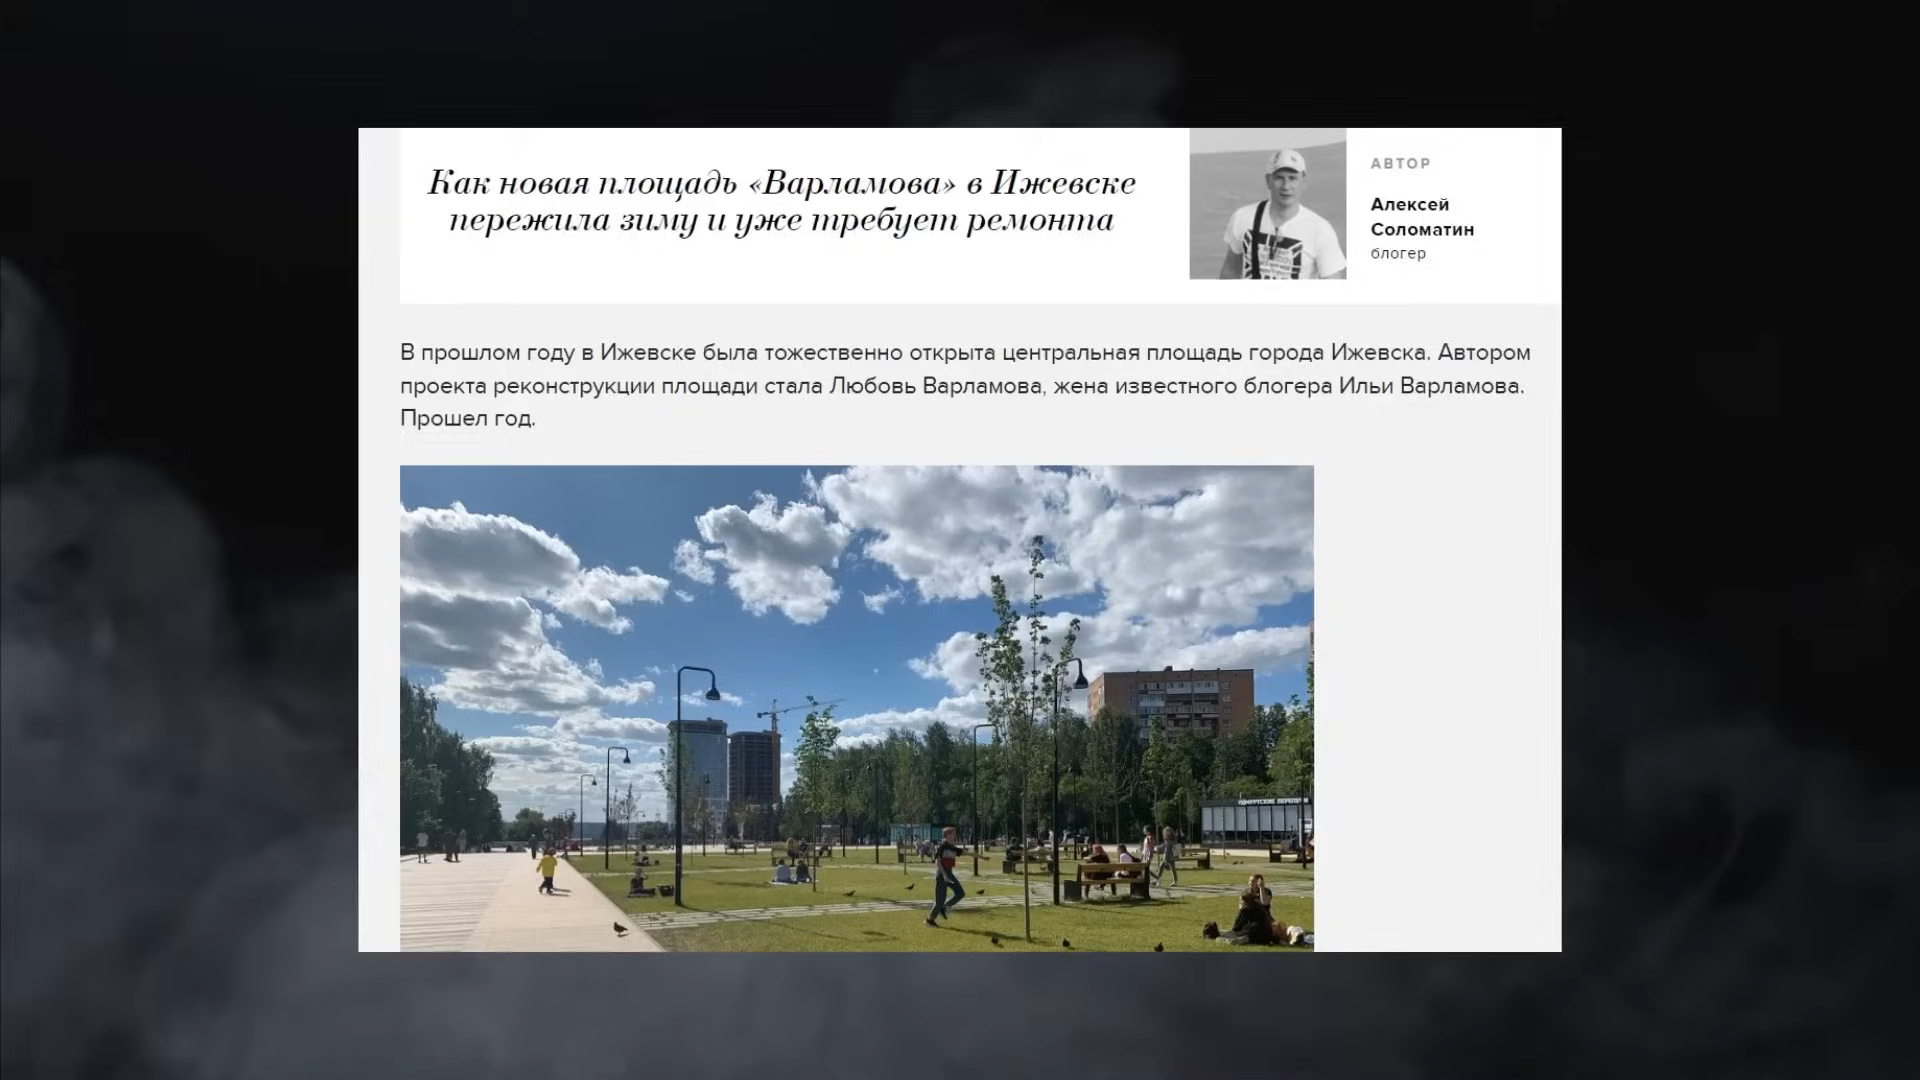 Как новая площадь «Варламова» в Ижевске
пережила зиму и уже требует ремонта
АВТОР
Алексей
Соломатин
блогер
В прошлом году в Ижевске была тожественно открыта центральная площадь города Ижевска. Автором
проекта реконструкции площади стала Любовь Варламова, жена известного блогера Ильи Варламова.
Прошел год.